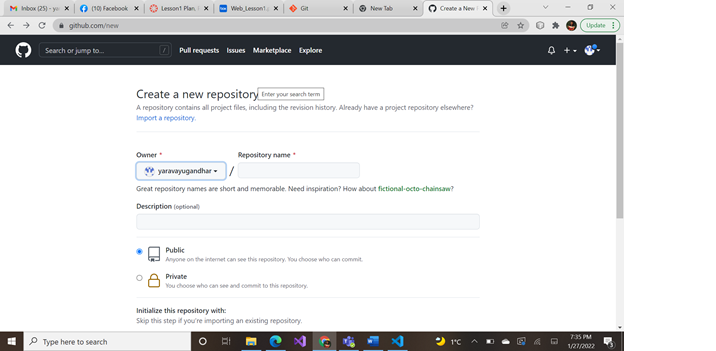 Inbox (25) - yo
(10) Facebook
Lesson1 Plan.
Web_Lesson1.
Git
New Tab
Create a New
github.com/new
Update
Search or jump to...
/
Pull requests
Issues
Marketplace
Explore
Create a new repository
Enter your search term
A repository contains all project files, including the revision history. Already have a project repository elsewhere?
Import a repository.
Owner *
Repository name *
yaravayugandhar
/
Great repository names are short and memorable. Need inspiration? How about fictional-octo-chainsaw?
Description (optional)
Public
Anyone on the internet can see this repository. You choose who can commit.
Private
You choose who can see and commit to this repository.
Initialize this repository with:
Skip this step if you're importing an existing repository.
Type here to search
1°C
7:35 PM
1/27/2022